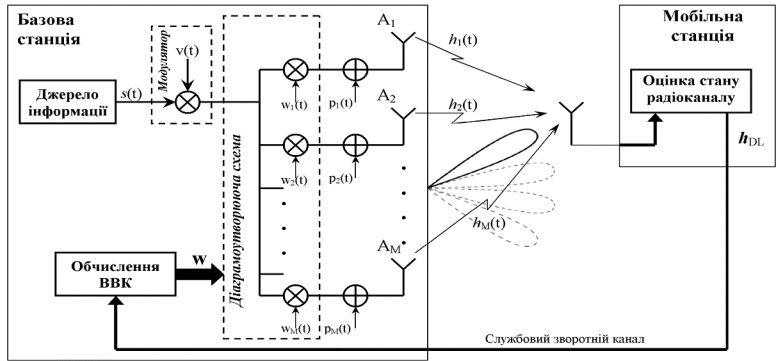 Базова
станція
Модулятор
v(t)
Джерело
інформації
s(t)
Діаграмоутворююча схема
w1(t)
p1(t)
A1
h1(t)
w2(t)
p2(t)
A2
h2(t)
wM(t)
pM(t)
AM
hM(t)
Обчислення
ВВК
w
Мобільна
станція
Оцінка стану
радіоканалу
hDL
Службовий зворотній канал